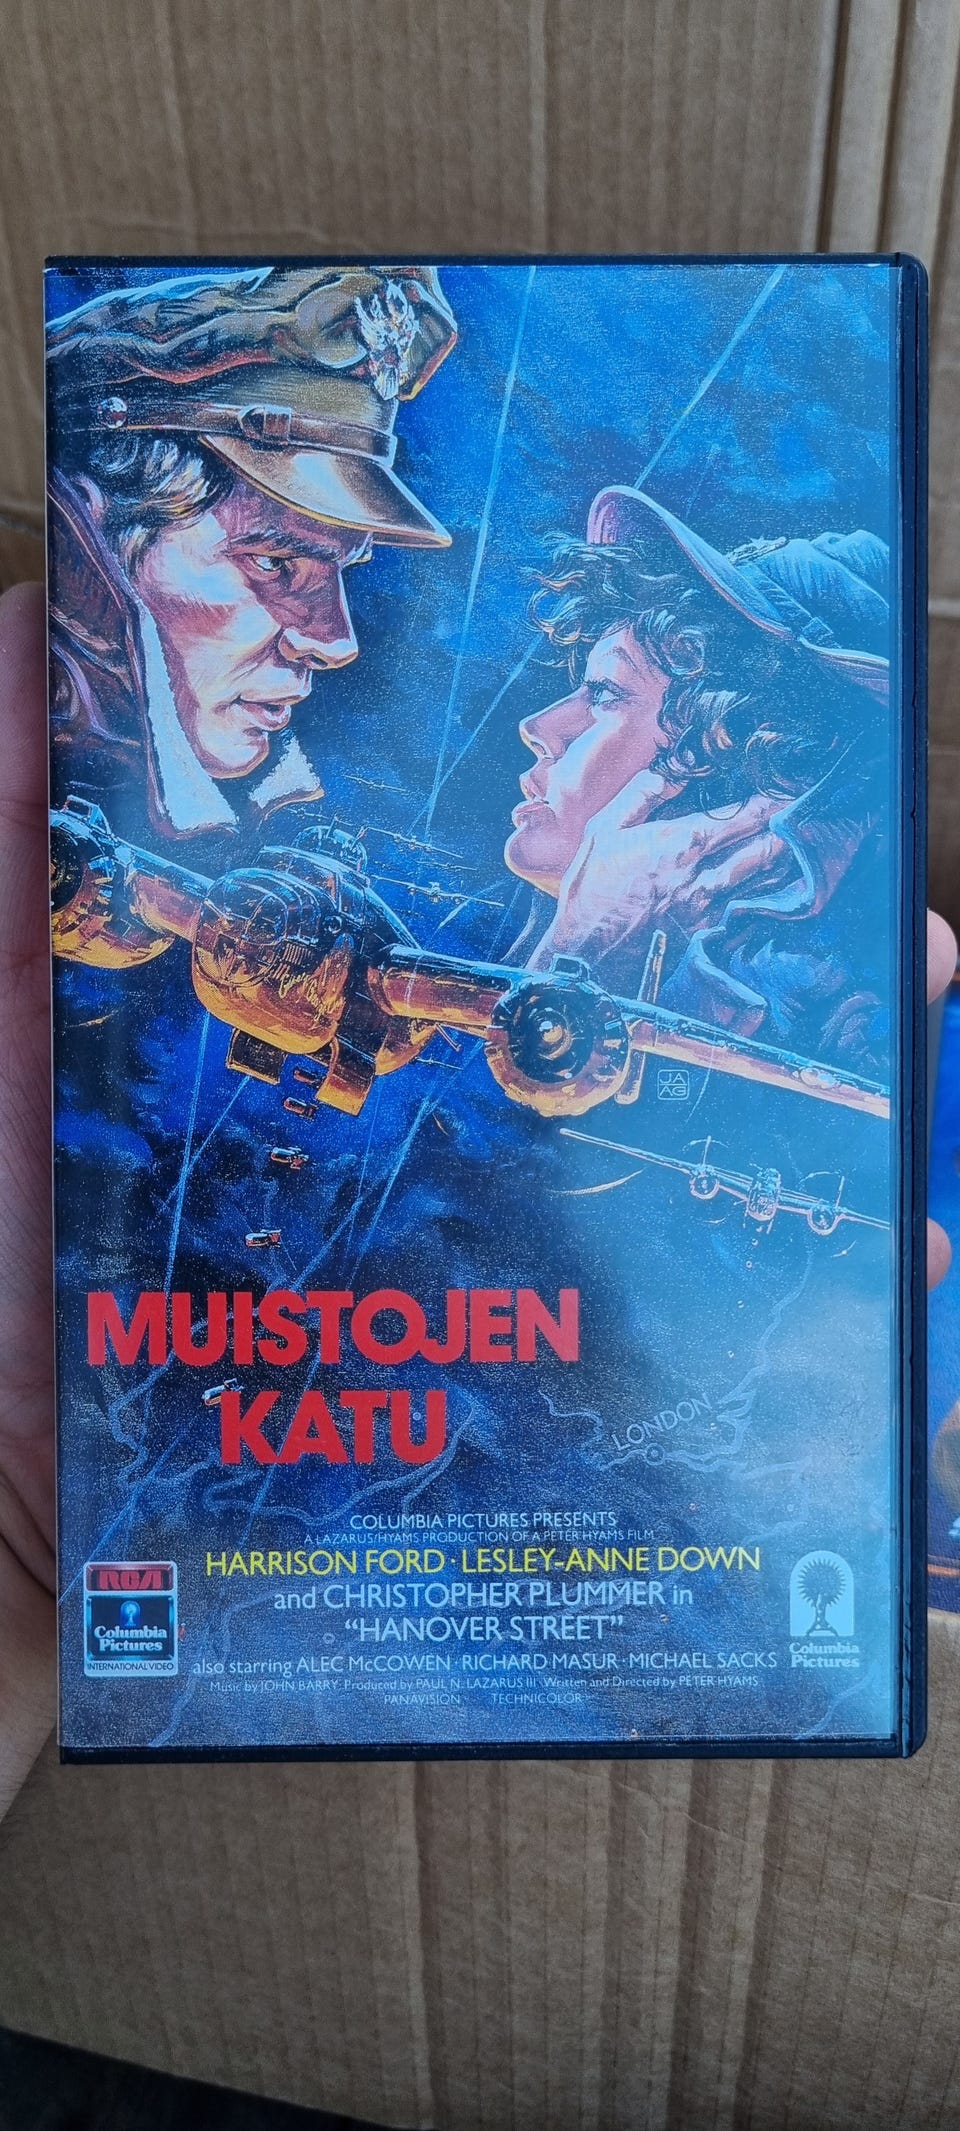 JA
AG
MUISTOJEN
KATU
LONDON
COLUMBIA PICTURES PRESENTS
A LAZARUS/HYAMS PRODUCTION OF A PETER HYAMS FILM
HARRISON FORD · LESLEY-ANNE DOWN
and CHRISTOPHER PLUMMER in
"HANOVER STREET"
also starring ALEC McCOWEN · RICHARD MASUR · MICHAEL SACKS
Music by JOHN BARRY · Produced by PAUL N. LAZARUS III · Written and Directed by PETER HYAMS
PANAVISION TECHNICOLOR
RCA
Columbia
Pictures
INTERNATIONAL VIDEO
Columbia
Pictures